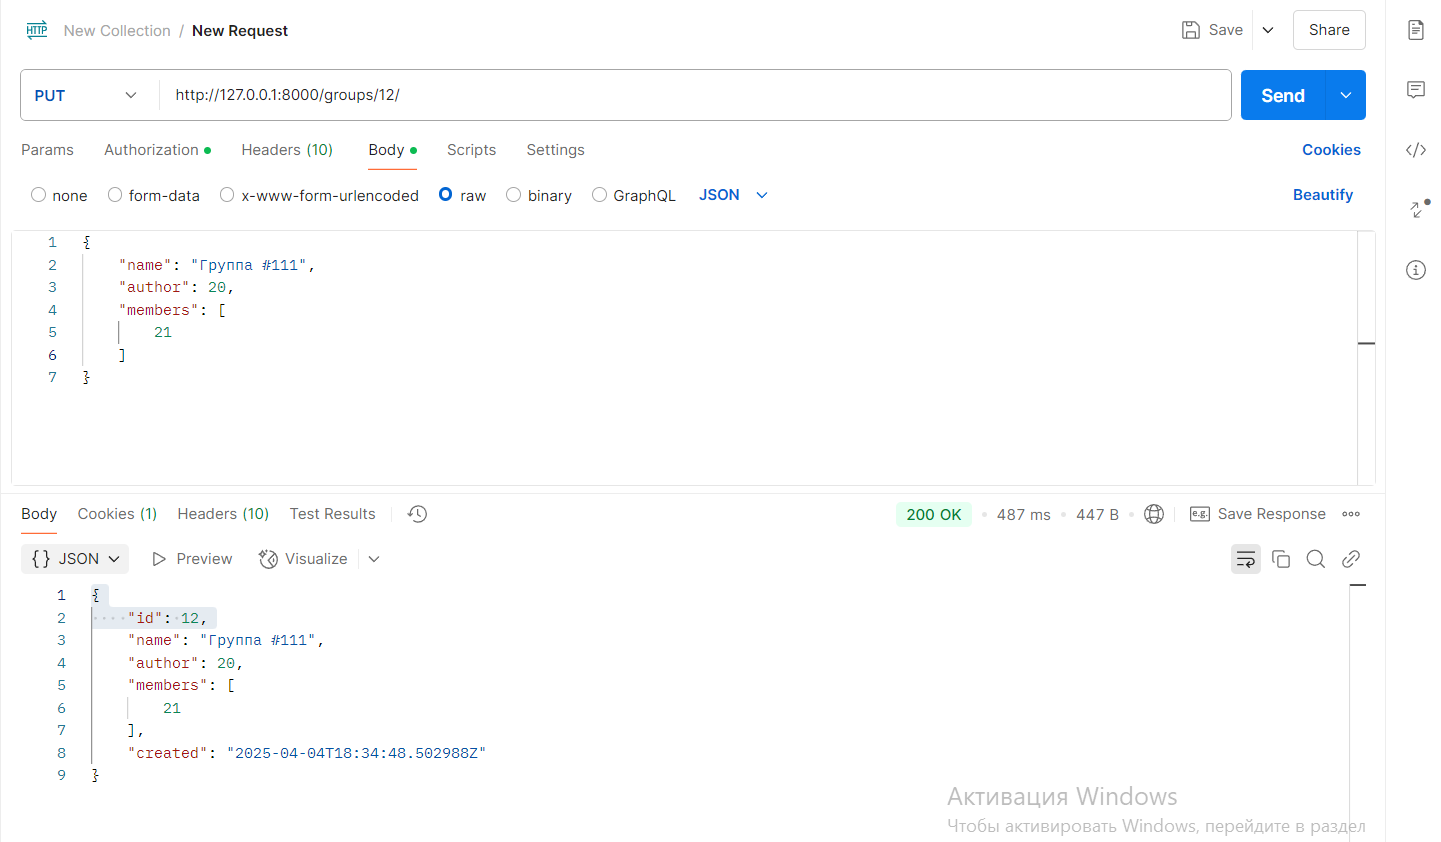 HTTP New Collection / New Request Save Share
PUT http://127.0.0.1:8000/groups/12/ Send
Params Authorization Headers (10) Body Scripts Settings Cookies
none form-data x-www-form-urlencoded raw binary GraphQL JSON Beautify
1 {
2 "name": "Группа #111",
3 "author": 20,
4 "members": [
5 21
6 ]
7 }
Body Cookies (1) Headers (10) Test Results 200 OK 487 ms 447 B e.g. Save Response
{} JSON Preview Visualize
1 {
2 "id": 12,
3 "name": "Группа #111",
4 "author": 20,
5 "members": [
6 21
7 ],
8 "created": "2025-04-04T18:34:48.502988Z"
9 }
Активация Windows
Чтобы активировать Windows, перейдите в раздел